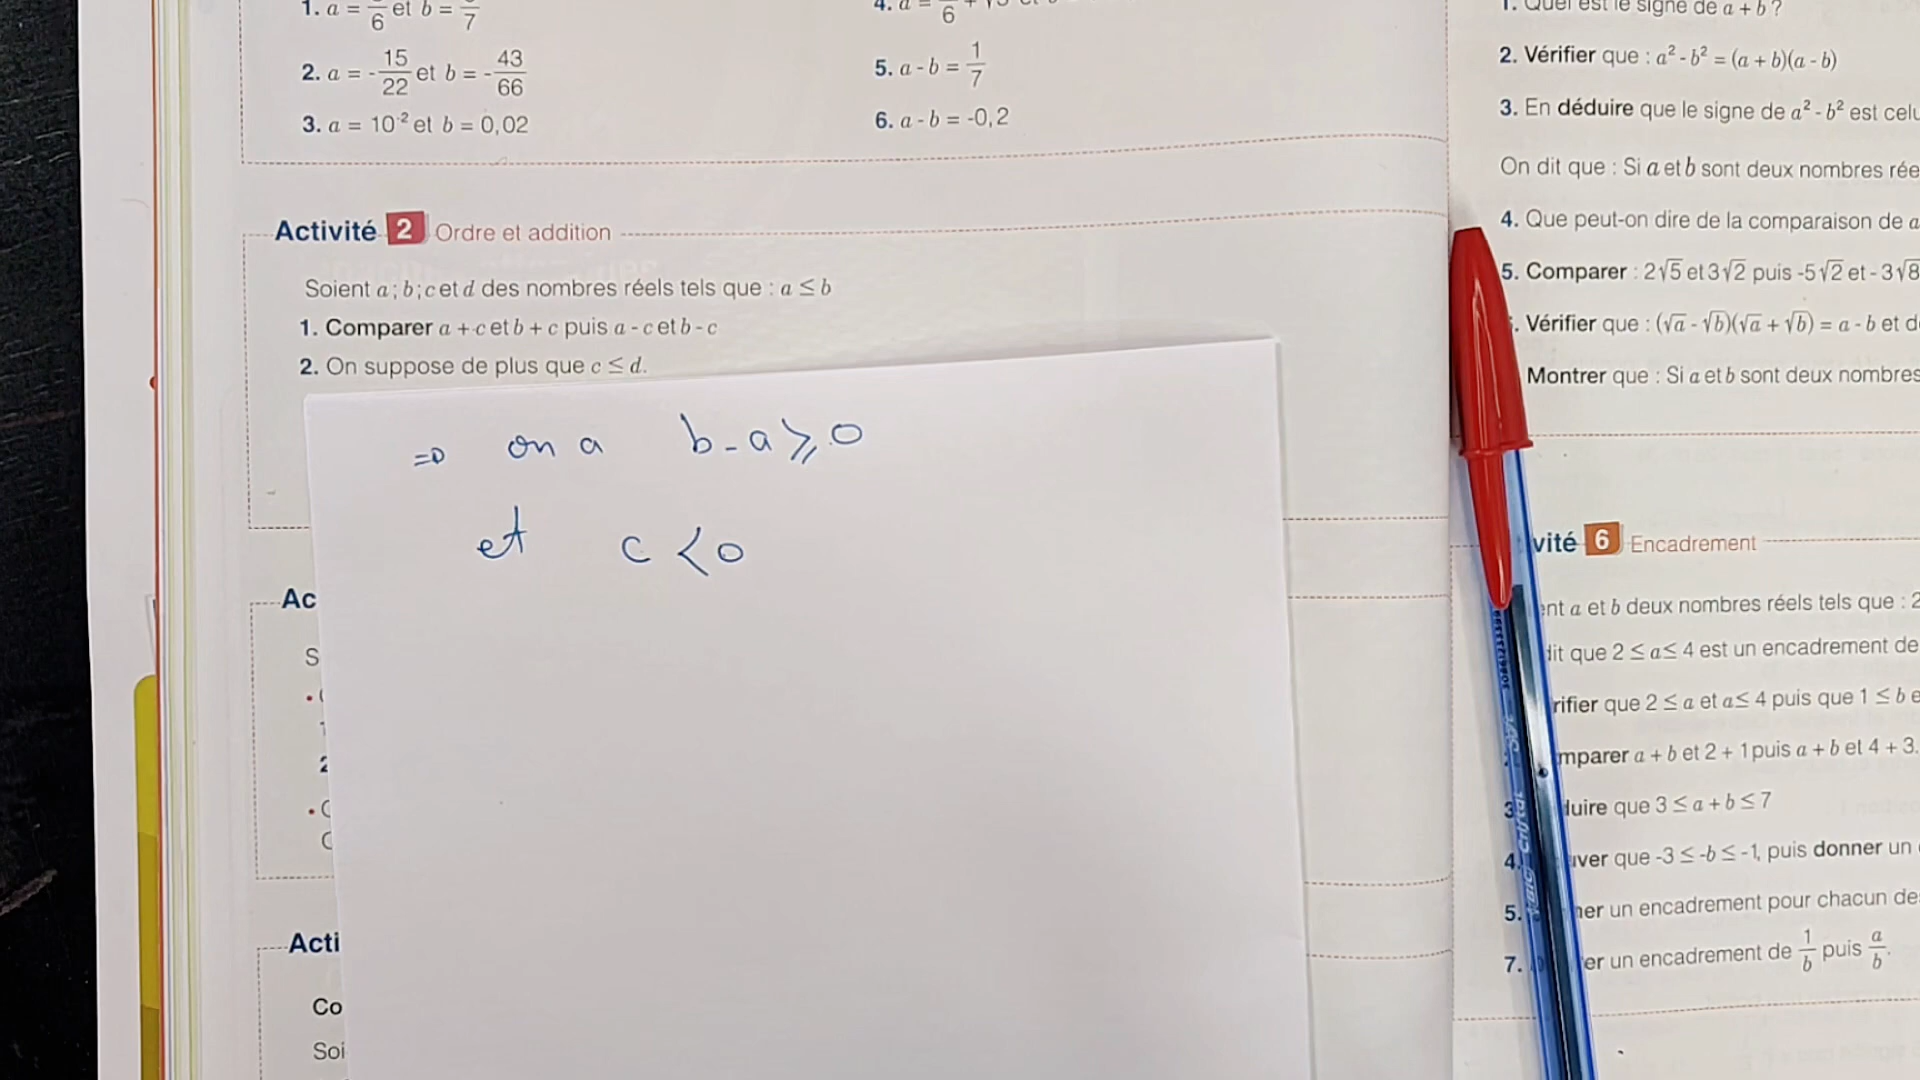 1. a = 6 et b = 7
2. a = -15/22 et b = -43/66
3. a = 10⁻² et b = 0,02
4. a = 6
5. a - b = 1/7
6. a - b = -0,2
Activité 2 Ordre et addition
Soient a ; b ; c et d des nombres réels tels que : a ≤ b
1. Comparer a + c et b + c puis a - c et b - c
2. On suppose de plus que c ≤ d.
⇒ on a b - a ⩾ 0
et c < 0
Ac
S
2
Acti
Co
Soi
1. Quel est le signe de a + b ?
2. Vérifier que : a² - b² = (a + b)(a - b)
3. En déduire que le signe de a² - b² est
On dit que : Si a et b sont deux nombres
4. Que peut-on dire de la comparaison de a
5. Comparer : 2√5 et 3√2 puis -5√2 et -3√8
. Vérifier que : (√a - √b)(√a + √b) = a - b et
Montrer que : Si a et b sont deux nombres
vité 6 Encadrement
ent a et b deux nombres réels tels que : 2
dit que 2 ≤ a ≤ 4 est un encadrement de
rifier que 2 ≤ a et a ≤ 4 puis que 1 ≤ b e
mparer a + b et 2 + 1 puis a + b et 4 + 3.
3 duire que 3 ≤ a + b ≤ 7
4. uver que -3 ≤ -b ≤ -1, puis donner un
5. ner un encadrement pour chacun de
7. er un encadrement de 1/b puis a/b.